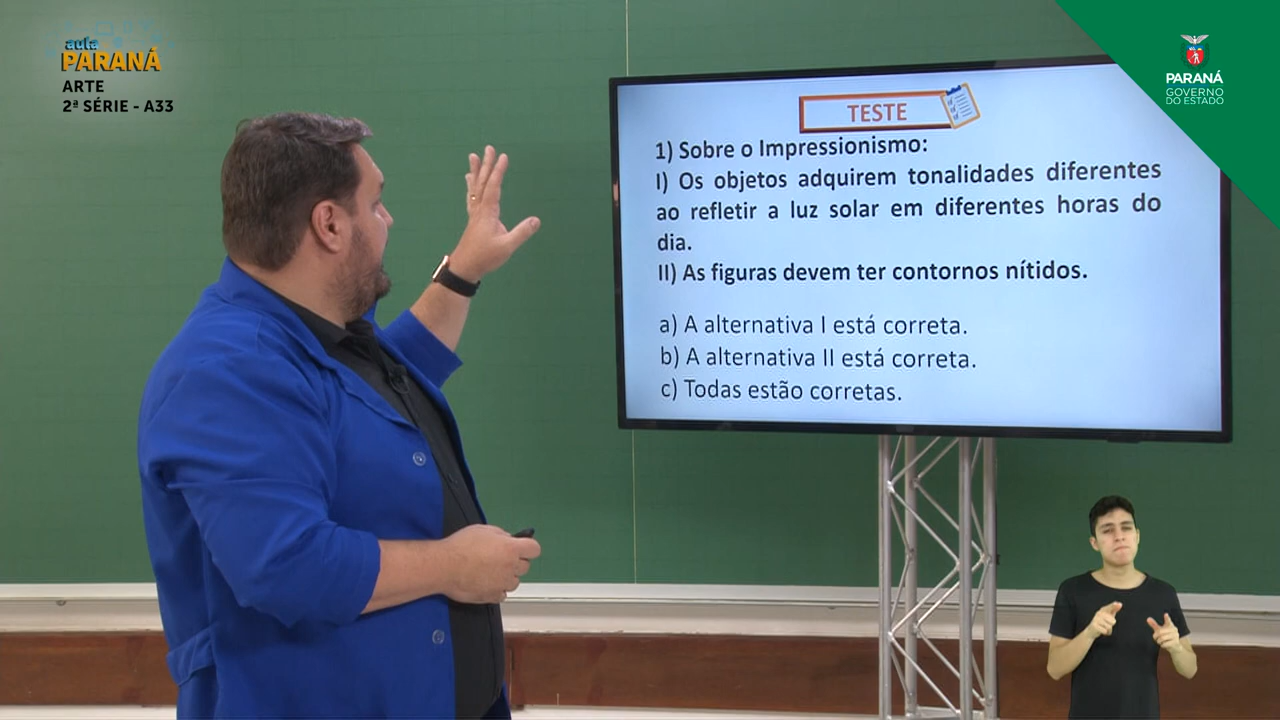 aula
PARANÁ
ARTE
2ª SÉRIE - A33
PARANÁ
GOVERNO
DO ESTADO
TESTE
1) Sobre o Impressionismo:
I) Os objetos adquirem tonalidades diferentes
ao refletir a luz solar em diferentes horas do
dia.
II) As figuras devem ter contornos nítidos.
a) A alternativa I está correta.
b) A alternativa II está correta.
c) Todas estão corretas.